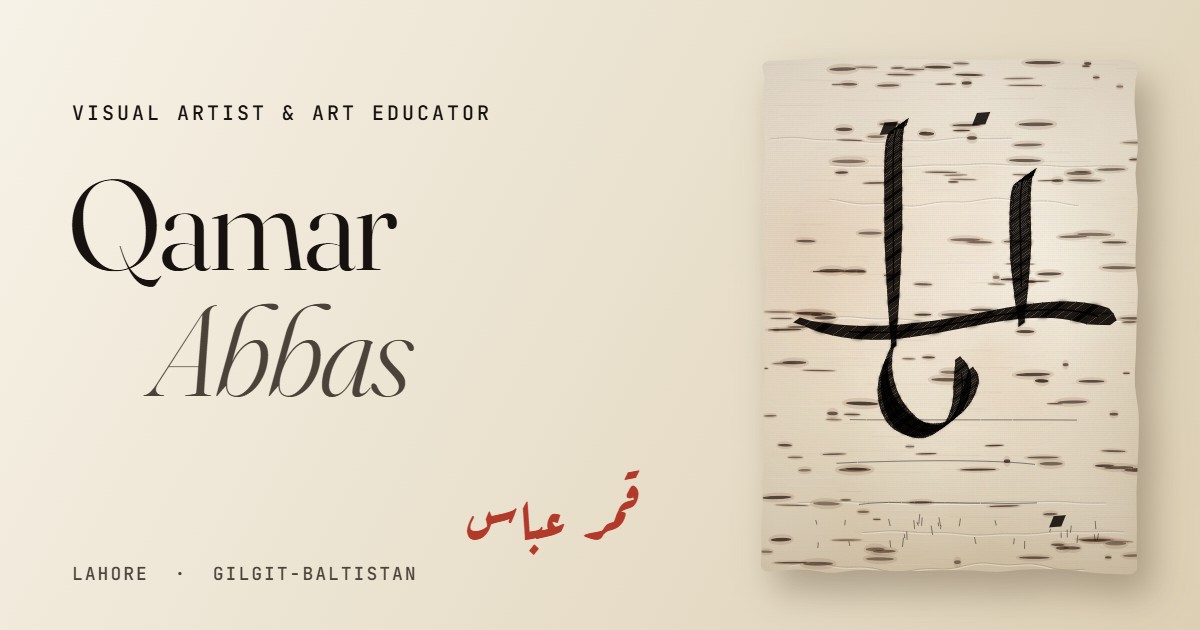 VISUAL ARTIST & ART EDUCATOR
Qamar
Abbas
قمر عباس
LAHORE · GILGIT-BALTISTAN